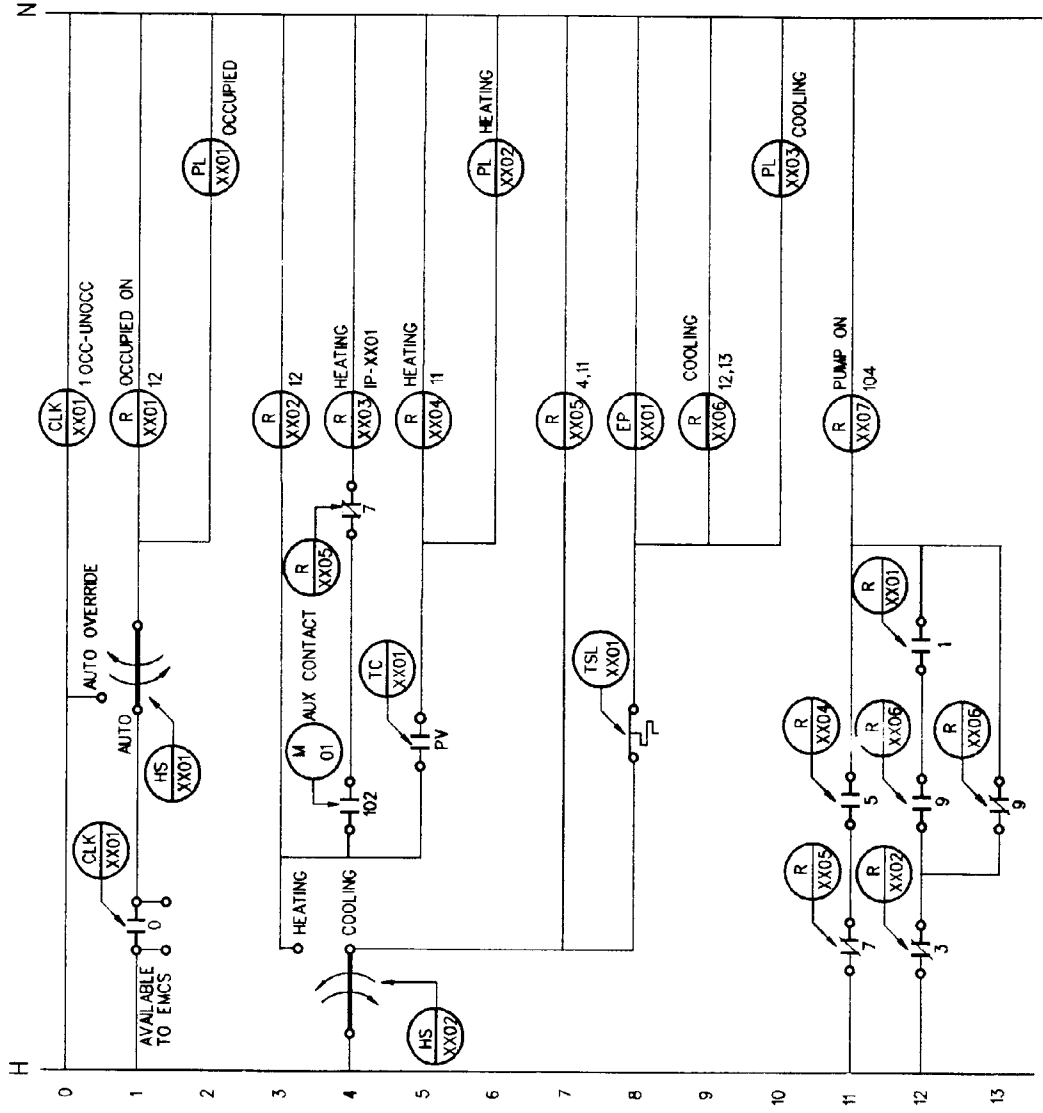 H
N
0
CLK
XX01
1 OCC-UNOCC
AUTO OVERRIDE
1
AVAILABLE
TO EMCS
0
CLK
XX01
HS
XX01
AUTO
R
XX01
OCCUPIED ON
12
2
PL
XX01
OCCUPIED
3
HEATING
R
XX02
12
4
HS
XX02
COOLING
M
01
AUX CONTACT
102
R
XX05
7
R
XX03
HEATING
IP-XX01
5
TC
XX01
PV
R
XX04
HEATING
11
6
PL
XX02
HEATING
7
R
XX05
4,11
8
TSL
XX01
EP
XX01
9
R
XX06
COOLING
12,13
10
PL
XX03
COOLING
11
R
XX05
7
R
XX04
5
R
XX07
PUMP ON
104
12
R
XX02
3
R
XX06
9
R
XX01
1
13
R
XX06
9